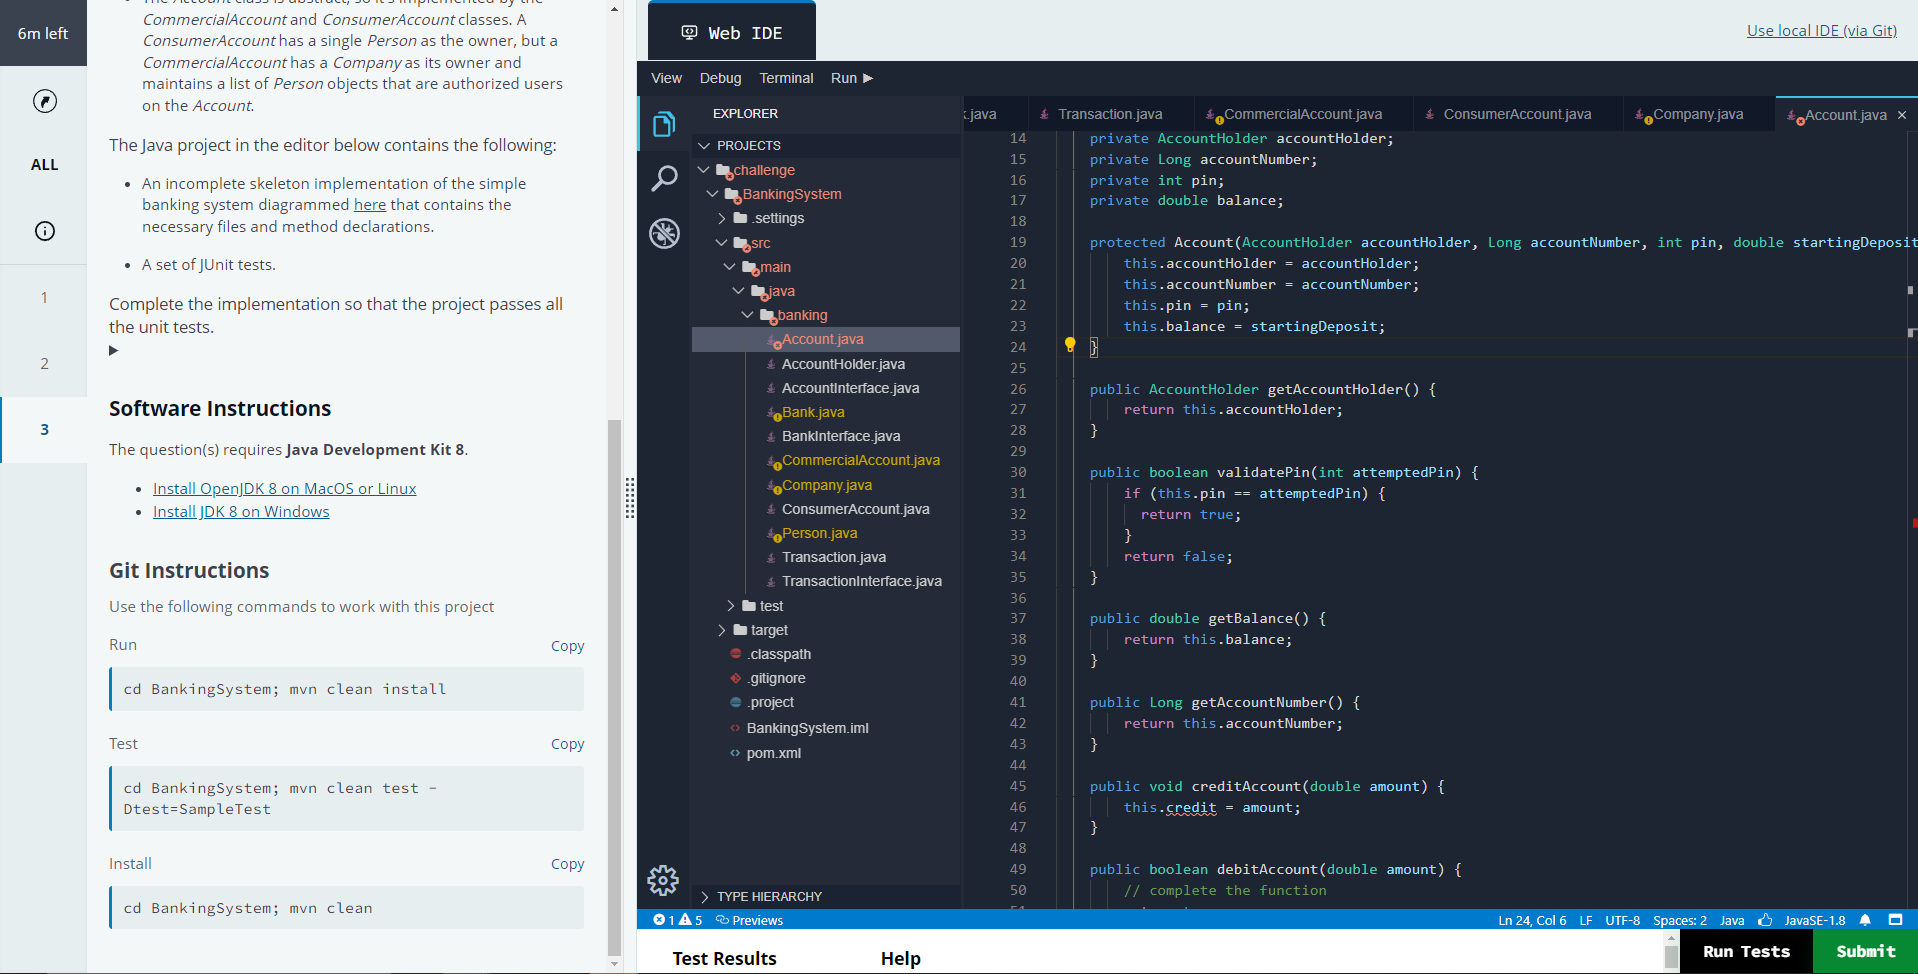 6m left
ALL
1
2
3
CommercialAccount and ConsumerAccount classes. A
ConsumerAccount has a single Person as the owner, but a
CommercialAccount has a Company as its owner and
maintains a list of Person objects that are authorized users
on the Account.
The Java project in the editor below contains the following:
• An incomplete skeleton implementation of the simple
banking system diagrammed here that contains the
necessary files and method declarations.
• A set of JUnit tests.
Complete the implementation so that the project passes all
the unit tests.
Software Instructions
The question(s) requires Java Development Kit 8.
• Install OpenJDK 8 on MacOS or Linux
• Install JDK 8 on Windows
Git Instructions
Use the following commands to work with this project
Run Copy
cd BankingSystem; mvn clean install
Test Copy
cd BankingSystem; mvn clean test -
Dtest=SampleTest
Install Copy
cd BankingSystem; mvn clean
Web IDE
Use local IDE (via Git)
View Debug Terminal Run
EXPLORER
PROJECTS
challenge
BankingSystem
.settings
src
main
java
banking
Account.java
AccountHolder.java
AccountInterface.java
Bank.java
BankInterface.java
CommercialAccount.java
Company.java
ConsumerAccount.java
Person.java
Transaction.java
TransactionInterface.java
test
target
.classpath
.gitignore
.project
BankingSystem.iml
pom.xml
TYPE HIERARCHY
.java Transaction.java CommercialAccount.java ConsumerAccount.java Company.java Account.java
14 private AccountHolder accountHolder;
15 private Long accountNumber;
16 private int pin;
17 private double balance;
18
19 protected Account(AccountHolder accountHolder, Long accountNumber, int pin, double startingDeposit
20 this.accountHolder = accountHolder;
21 this.accountNumber = accountNumber;
22 this.pin = pin;
23 this.balance = startingDeposit;
24 }
25
26 public AccountHolder getAccountHolder() {
27 return this.accountHolder;
28 }
29
30 public boolean validatePin(int attemptedPin) {
31 if (this.pin == attemptedPin) {
32 return true;
33 }
34 return false;
35 }
36
37 public double getBalance() {
38 return this.balance;
39 }
40
41 public Long getAccountNumber() {
42 return this.accountNumber;
43 }
44
45 public void creditAccount(double amount) {
46 this.credit = amount;
47 }
48
49 public boolean debitAccount(double amount) {
50 // complete the function
1 5 Previews Ln 24, Col 6 LF UTF-8 Spaces: 2 Java JavaSE-1.8
Test Results Help Run Tests Submit